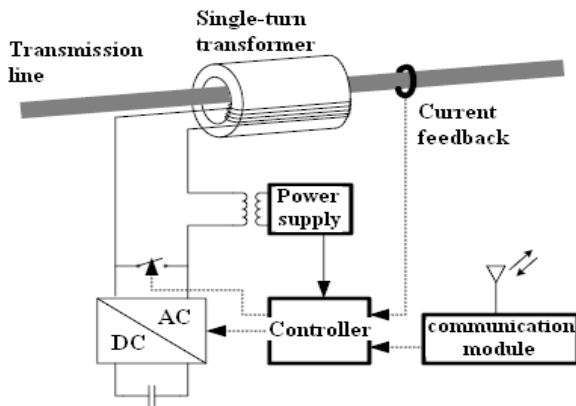 Single-turn
transformer
Transmission
line
Current
feedback
Power
supply
AC
DC
Controller
communication
module